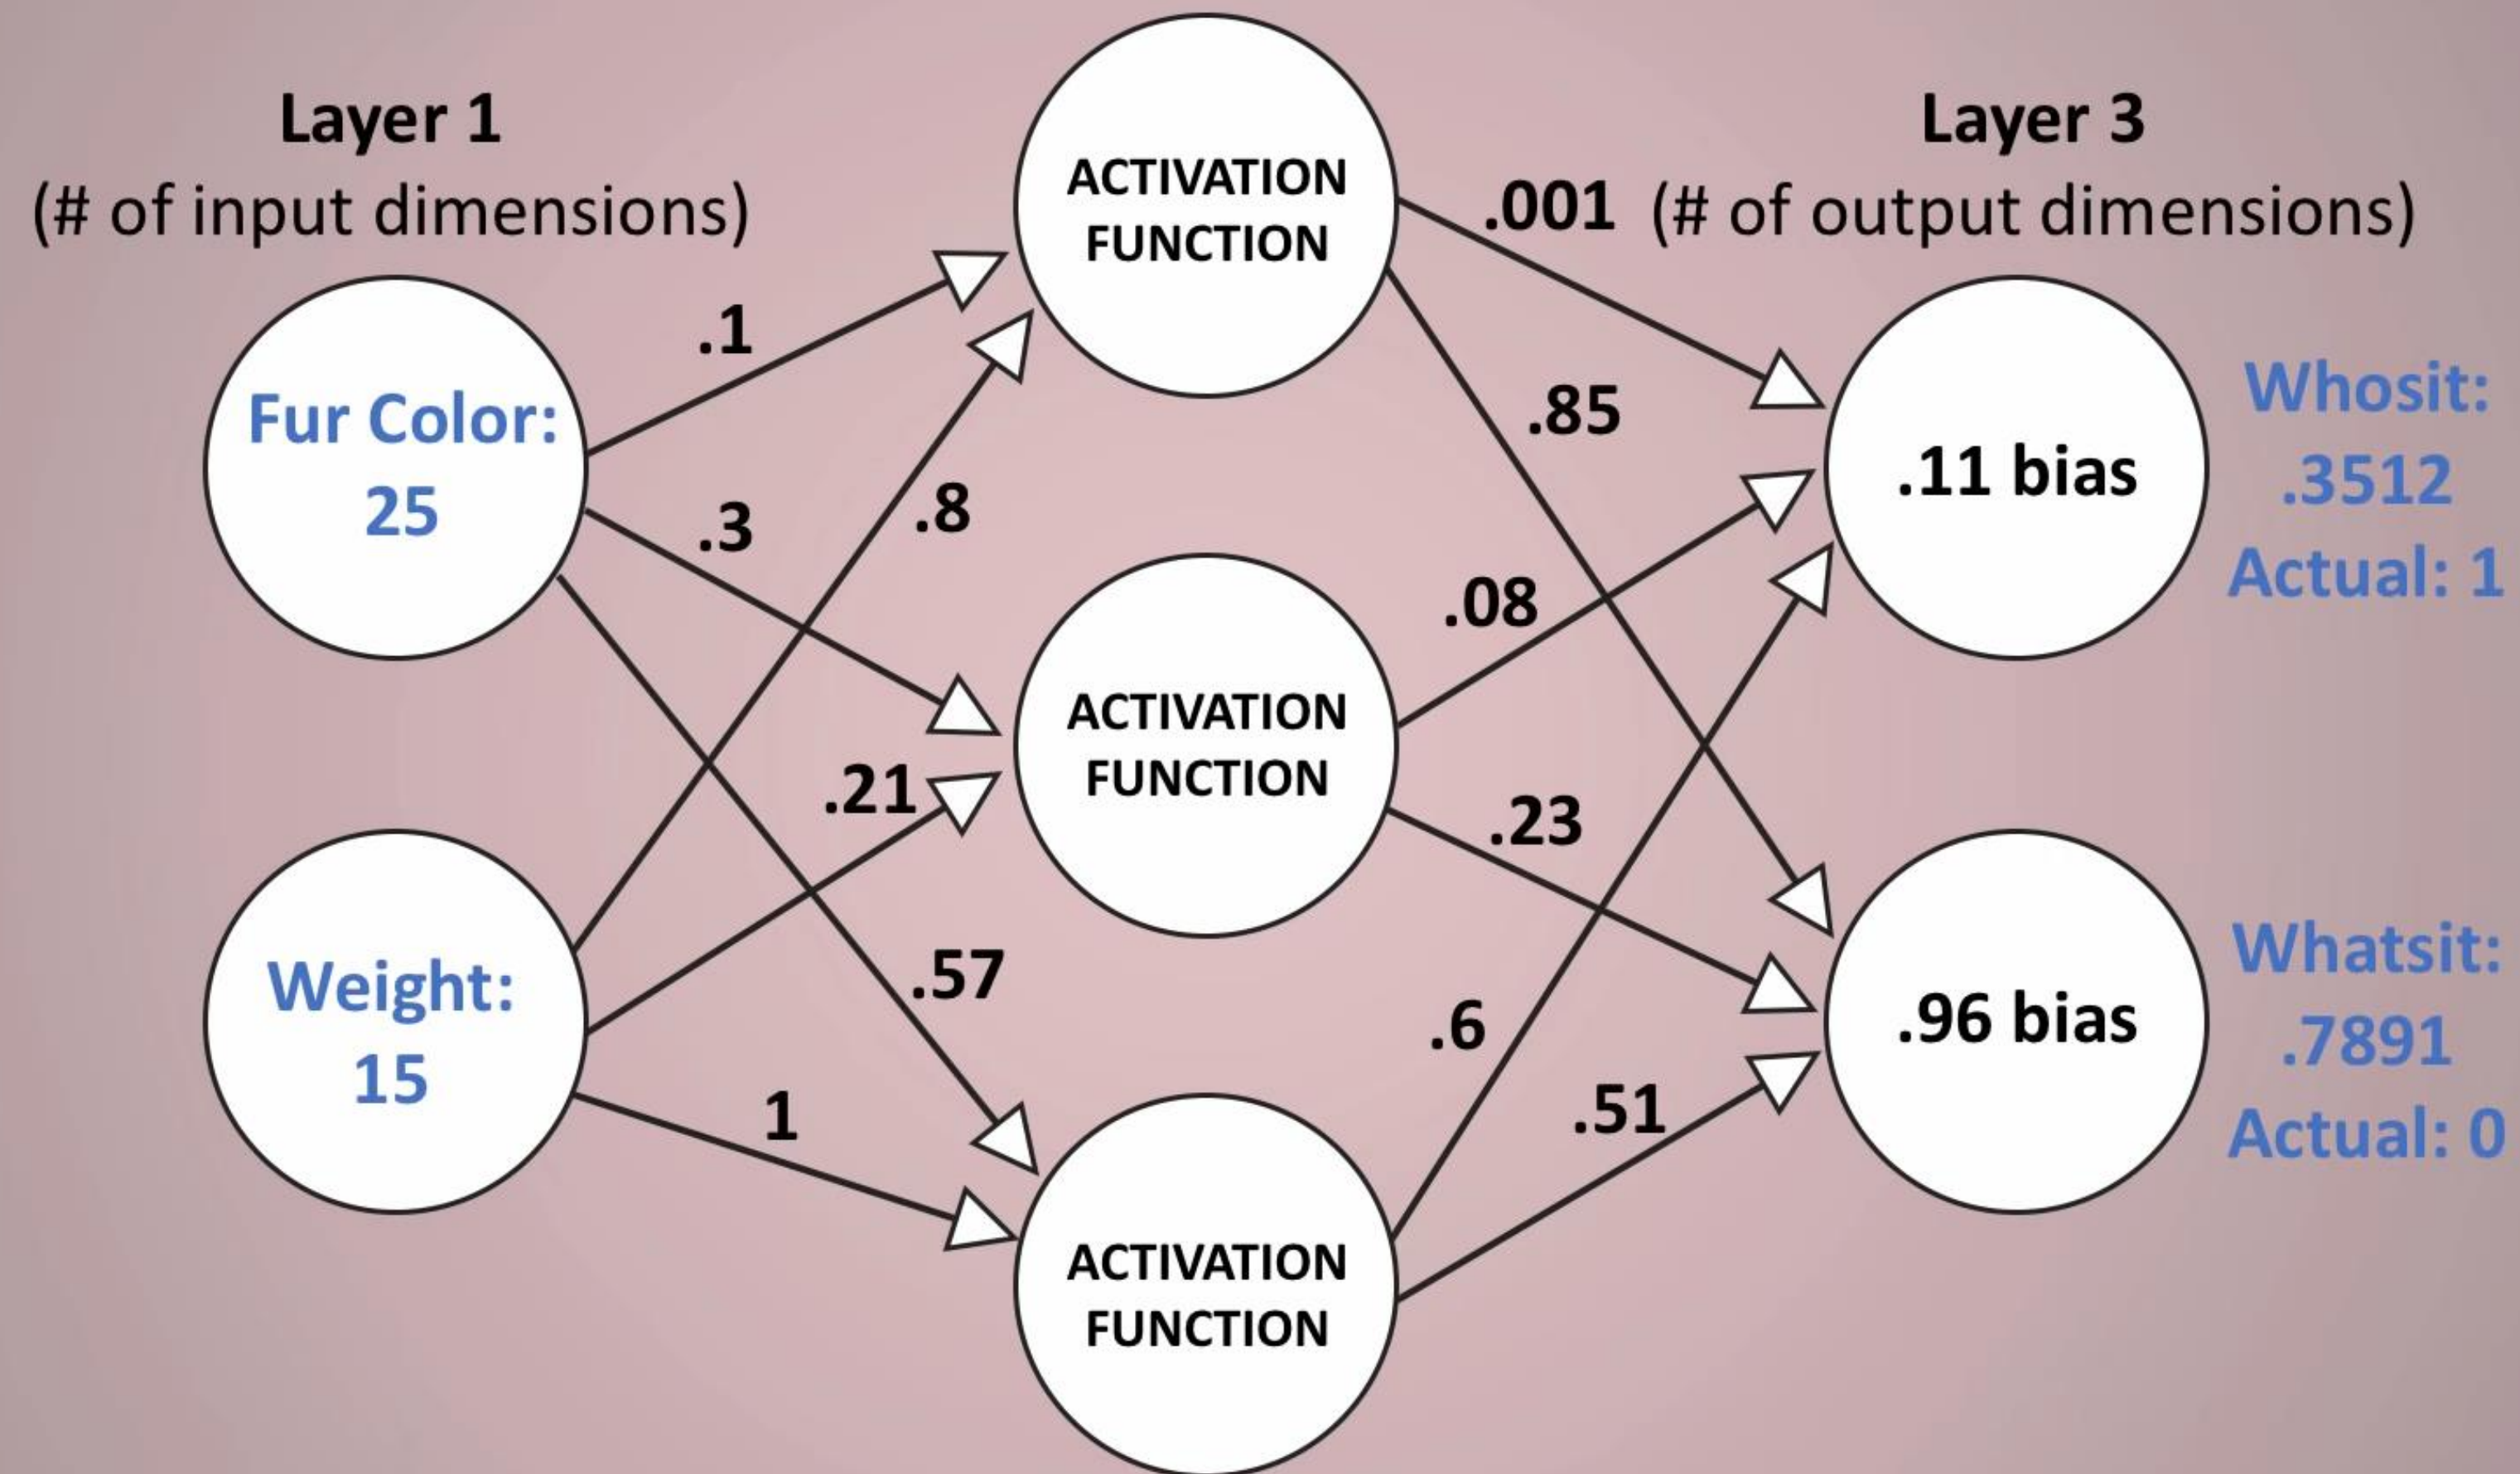 Layer 1
(# of input dimensions)
Fur Color:
25
Weight:
15
.1
.3
.8
.21
.57
1
ACTIVATION
FUNCTION
ACTIVATION
FUNCTION
ACTIVATION
FUNCTION
.001
.85
.08
.23
.6
.51
Layer 3
(# of output dimensions)
.11 bias
.96 bias
Whosit:
.3512
Actual: 1
Whatsit:
.7891
Actual: 0